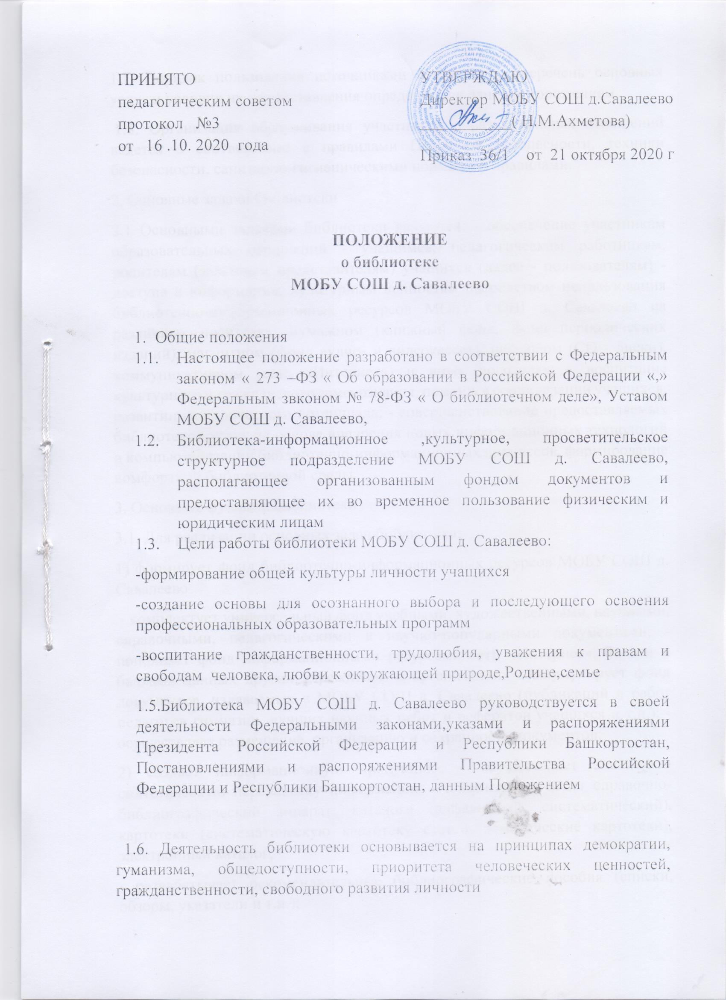 ПРИНЯТО
педагогическим советом
протокол №3
от 16 .10. 2020 года
УТВЕРЖДАЮ
Директор МОБУ СОШ д.Савалеево
( Н.М.Ахметова)
Приказ 36/1 от 21 октября 2020 г
ПОЛОЖЕНИЕ
о библиотеке
МОБУ СОШ д. Савалеево
1. Общие положения
1.1. Настоящее положение разработано в соответствии с Федеральным
законом « 273 –ФЗ « Об образовании в Российской Федерации «,»
Федеральным звконом № 78-ФЗ « О библиотечном деле», Уставом
МОБУ СОШ д. Савалеево,
1.2. Библиотека-информационное ,культурное, просветительское
структурное подразделение МОБУ СОШ д. Савалеево,
располагающее организованным фондом документов и
предоставляющее их во временное пользование физическим и
юридическим лицам
1.3. Цели работы библиотеки МОБУ СОШ д. Савалеево:
-формирование общей культуры личности учащихся
-создание основы для осознанного выбора и последующего освоения
профессиональных образовательных программ
-воспитание гражданственности, трудолюбия, уважения к правам и
свободам человека, любви к окружающей природе,Родине,семье
1.5.Библиотека МОБУ СОШ д. Савалеево руководствуется в своей
деятельности Федеральными законами,указами и распоряжениями
Президента Российской Федерации и Республики Башкортостан,
Постановлениями и распоряжениями Правительства Российской
Федерации и Республики Башкортостан, данным Положением
1.6. Деятельность библиотеки основывается на принципах демократии,
гуманизма, общедоступности, приоритета человеческих ценностей,
гражданственности, свободного развития личности